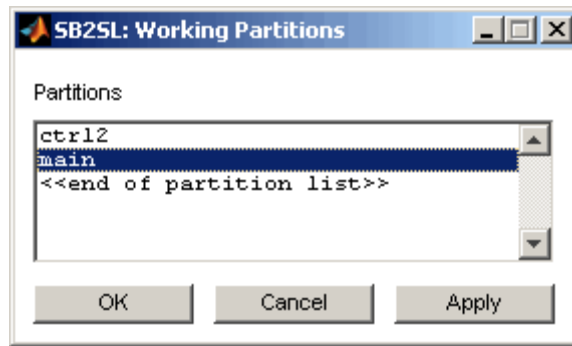 SB2SL: Working Partitions
Partitions
ctrl2
main
<<end of partition list>>
OK Cancel Apply